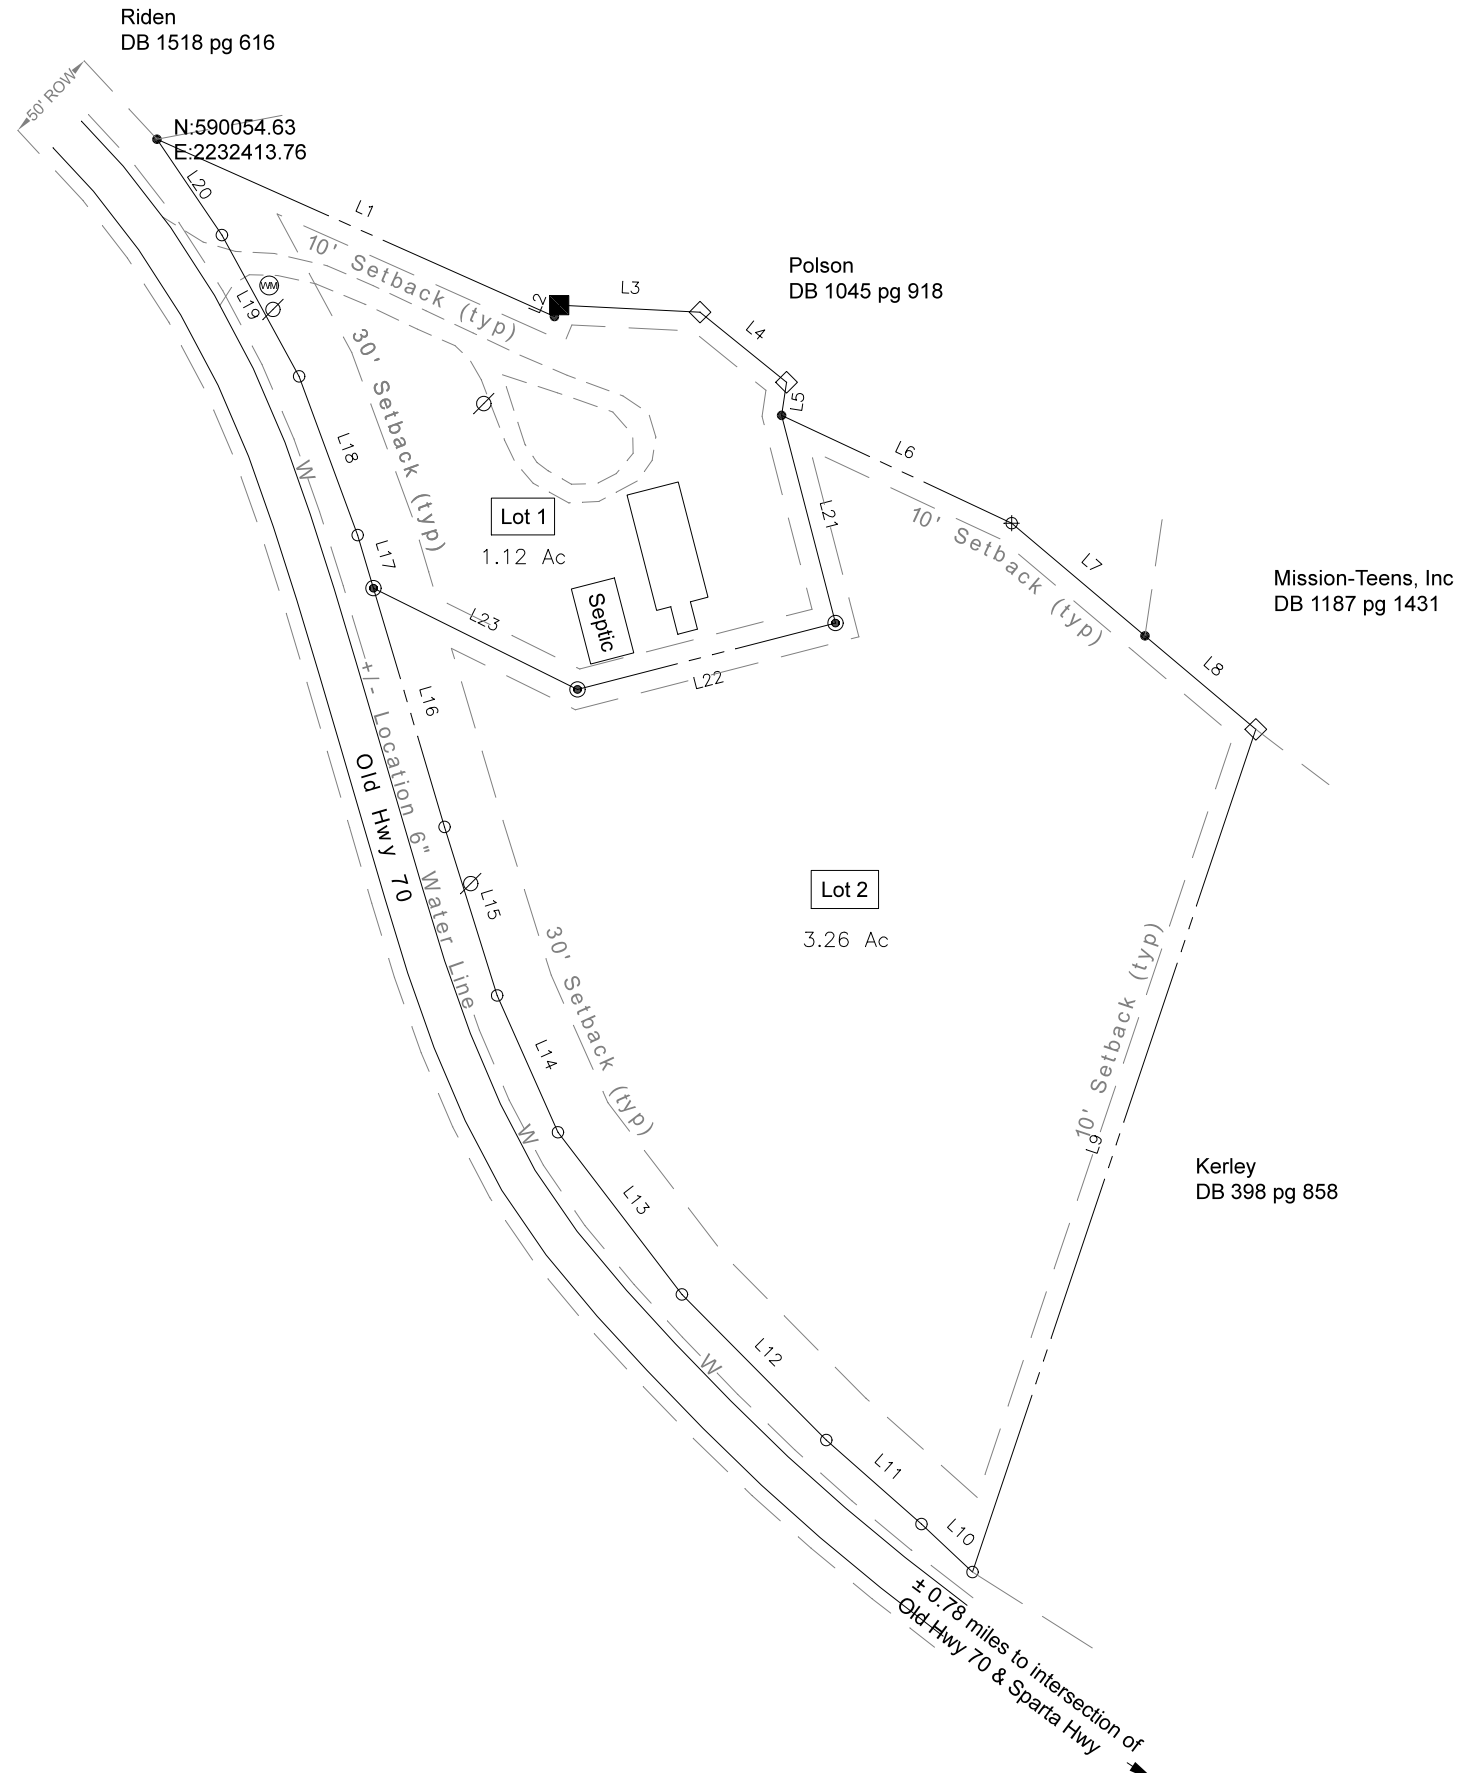 Riden
DB 1518 pg 616
50' ROW
N:590054.63
E:2232413.76
L20
L1
10' Setback (typ)
L2
L3
Polson
DB 1045 pg 918
WM
L19
L4
30' Setback (typ)
L5
L6
L18
W
Lot 1
1.12 Ac
L21
10' Setback (typ)
L17
L7
Mission-Teens, Inc
DB 1187 pg 1431
L23
Septic
L8
L22
L16
+/- Location 6" Water Line
Old Hwy 70
Lot 2
3.26 Ac
L15
30' Setback (typ)
10' Setback (typ)
L14
W
L9
Kerley
DB 398 pg 858
L13
L12
W
L11
L10
± 0.78 miles to intersection of
Old Hwy 70 & Sparta Hwy